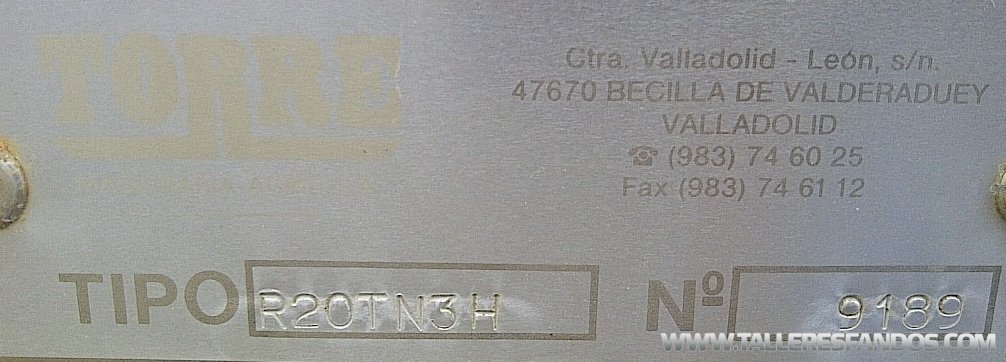 TORRE
Ctra. Valladolid - León, s/n.
47670 BECILLA DE VALDERADUEY
VALLADOLID
☎ (983) 74 60 25
Fax (983) 74 61 12
TIPO R20TN3H Nº 9189
WWW.TALLERESFANDOS.COM